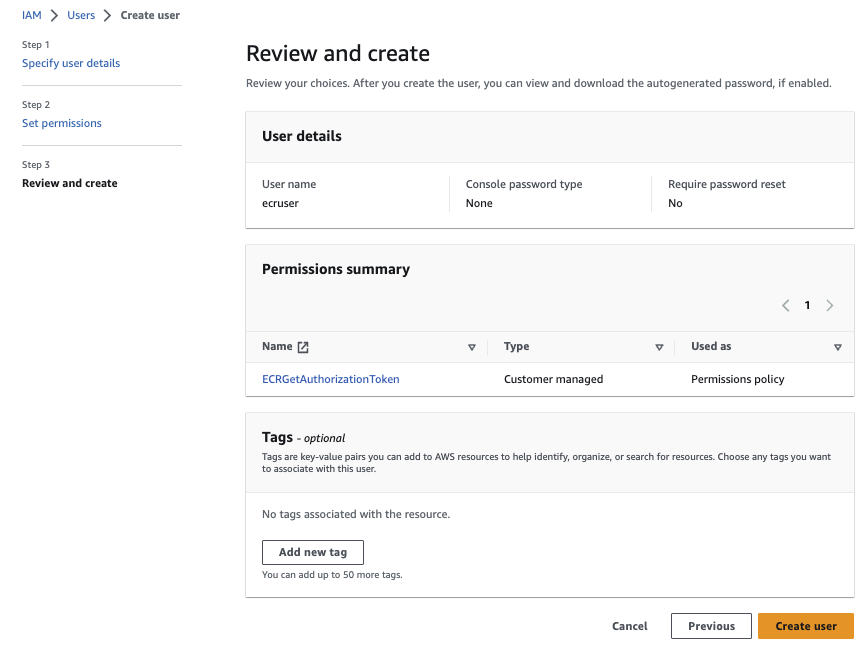 IAM > Users > Create user
Step 1
Specify user details
Step 2
Set permissions
Step 3
Review and create
Review and create
Review your choices. After you create the user, you can view and download the autogenerated password, if enabled.
User details
User name
ecruser
Console password type
None
Require password reset
No
Permissions summary
1
Name Type Used as
ECRGetAuthorizationToken Customer managed Permissions policy
Tags - optional
Tags are key-value pairs you can add to AWS resources to help identify, organize, or search for resources. Choose any tags you want
to associate with this user.
No tags associated with the resource.
Add new tag
You can add up to 50 more tags.
Cancel Previous Create user